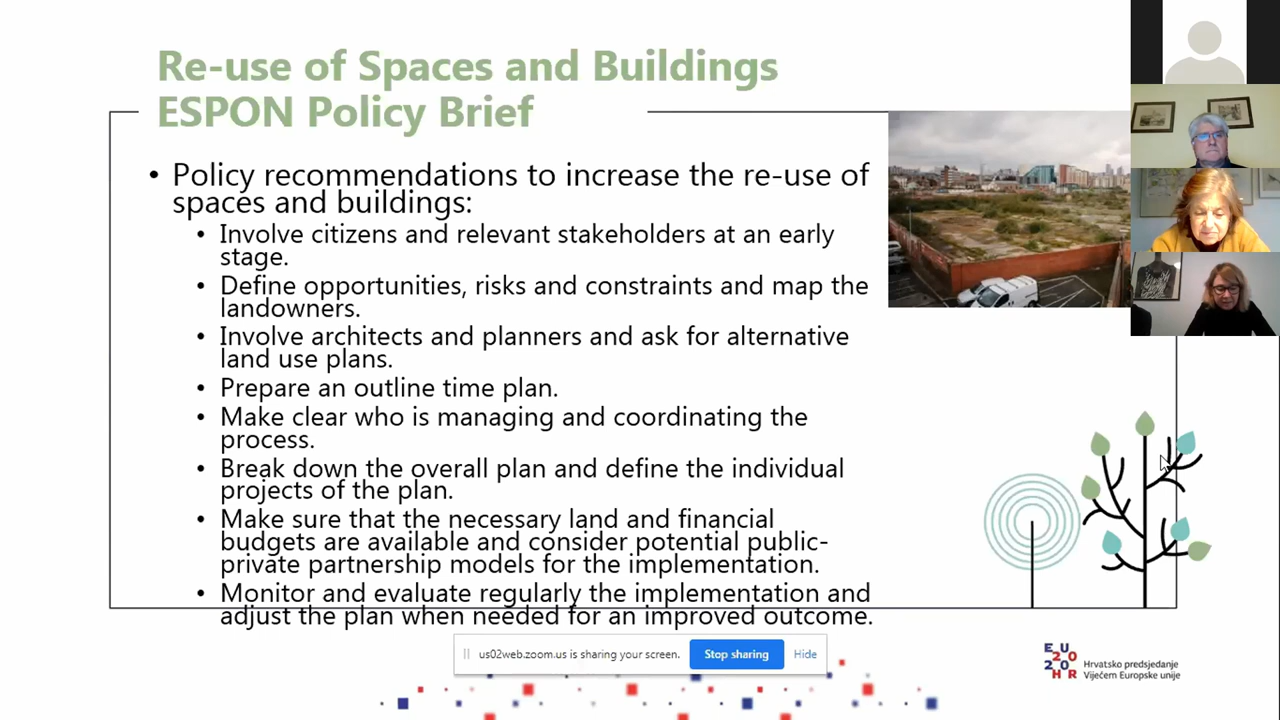 Re-use of Spaces and Buildings
ESPON Policy Brief
• Policy recommendations to increase the re-use of
spaces and buildings:
• Involve citizens and relevant stakeholders at an early
stage.
• Define opportunities, risks and constraints and map the
landowners.
• Involve architects and planners and ask for alternative
land use plans.
• Prepare an outline time plan.
• Make clear who is managing and coordinating the
process.
• Break down the overall plan and define the individual
projects of the plan.
• Make sure that the necessary land and financial
budgets are available and consider potential public-
private partnership models for the implementation.
• Monitor and evaluate regularly the implementation and
adjust the plan when needed for an improved outcome.
us02web.zoom.us is sharing your screen. Stop sharing Hide
EU
2020
HR
Hrvatsko predsjedanje
Vijećem Europske unije